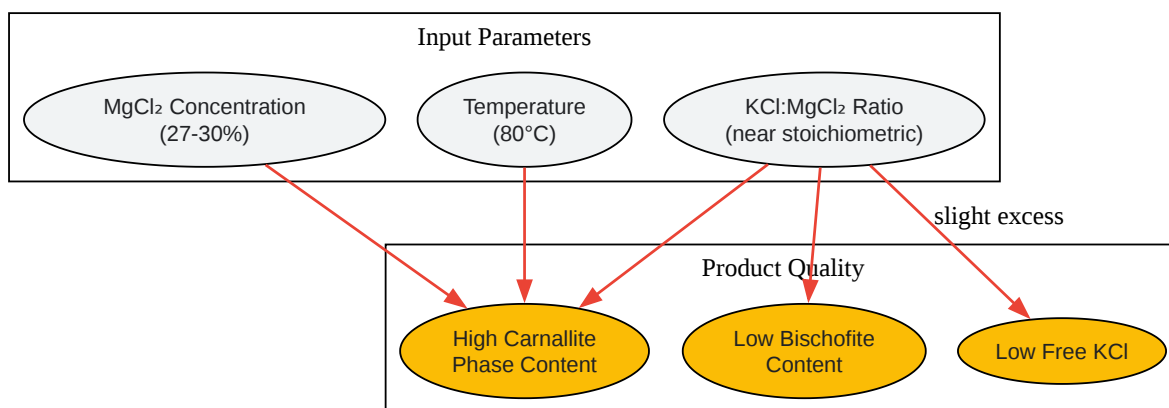 Input Parameters
MgCl₂ Concentration
(27-30%)
Temperature
(80°C)
KCl:MgCl₂ Ratio
(near stoichiometric)
slight excess
Product Quality
High Carnallite
Phase Content
Low Bischofite
Content
Low Free KCl